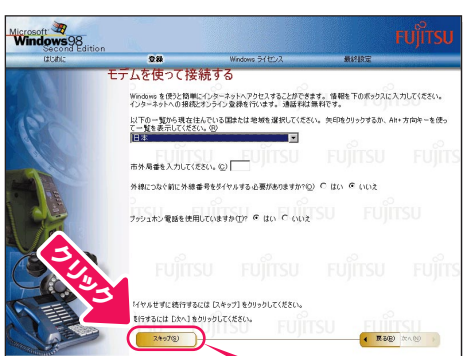 Microsoft
Windows98
Second Edition
FUJITSU
はじめに 登録 Windows ライセンス 最終設定
モデムを使って接続する
Windows を使うと簡単にインターネットへアクセスすることができます。 情報を下のボックスに入力してください。
インターネットへの接続とオンライン登録を行います。 通話料は無料です。
以下の一覧から現在住んでいる国または地域を選択してください。 矢印をクリックするか、Alt+方向キーを使っ
て一覧を表示してください。(R)
日本
市外局番を入力してください。(C)
外線につなぐ前に外線番号をダイヤルする必要がありますか?(O) はい いいえ
プッシュホン電話を使用していますか(T)? はい いいえ
イヤルせずに続行するには [スキップ] をクリックしてください。
行するには [次へ] をクリックしてください。
クリック
スキップ(S) 戻る(B) 次へ(N)